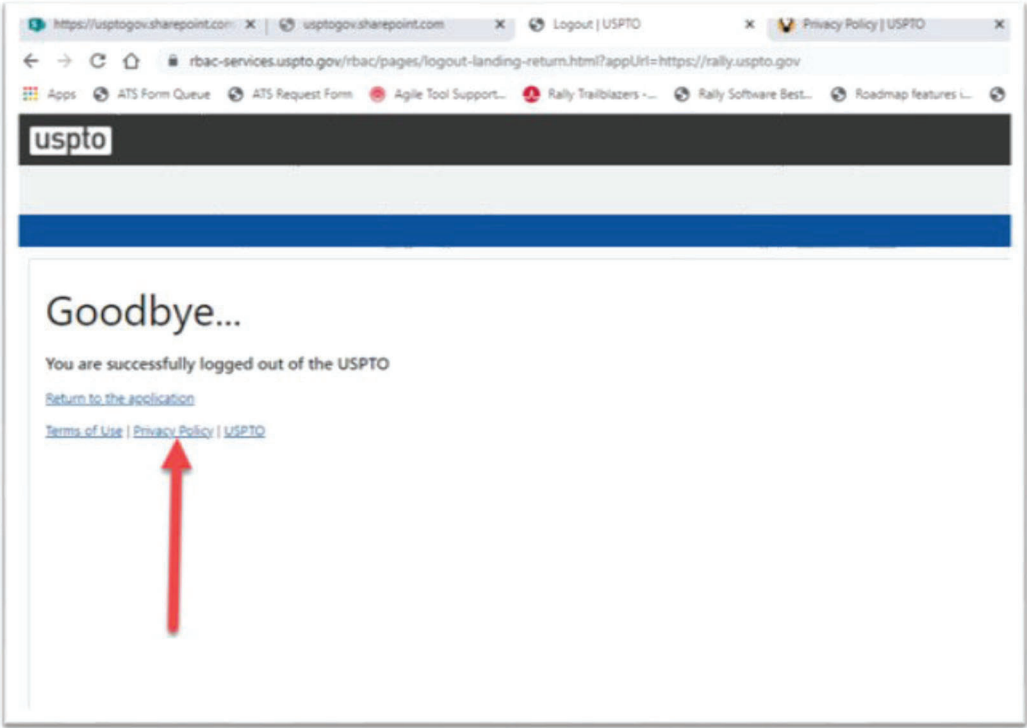 https://usptogov.sharepoint.com
usptogov.sharepoint.com
Logout | USPTO
Privacy Policy | USPTO
rbac-services.uspto.gov/rbac/pages/logout-landing-return.html?appUrl=https://rally.uspto.gov
Apps
ATS Form Queue
ATS Request Form
Agile Tool Support...
Rally Trailblazers -...
Rally Software Best...
Roadmap features i...
uspto
Goodbye...
You are successfully logged out of the USPTO
Return to the application
Terms of Use | Privacy Policy | USPTO